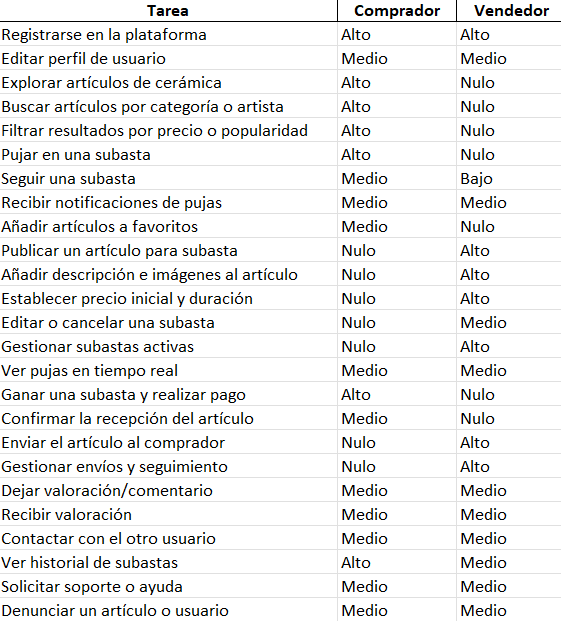 Tarea Comprador Vendedor
Registrarse en la plataforma Alto Alto
Editar perfil de usuario Medio Medio
Explorar artículos de cerámica Alto Nulo
Buscar artículos por categoría o artista Alto Nulo
Filtrar resultados por precio o popularidad Alto Nulo
Pujar en una subasta Alto Nulo
Seguir una subasta Medio Bajo
Recibir notificaciones de pujas Medio Medio
Añadir artículos a favoritos Medio Nulo
Publicar un artículo para subasta Nulo Alto
Añadir descripción e imágenes al artículo Nulo Alto
Establecer precio inicial y duración Nulo Alto
Editar o cancelar una subasta Nulo Medio
Gestionar subastas activas Nulo Alto
Ver pujas en tiempo real Medio Medio
Ganar una subasta y realizar pago Alto Nulo
Confirmar la recepción del artículo Medio Nulo
Enviar el artículo al comprador Nulo Alto
Gestionar envíos y seguimiento Nulo Alto
Dejar valoración/comentario Medio Medio
Recibir valoración Medio Medio
Contactar con el otro usuario Medio Medio
Ver historial de subastas Alto Medio
Solicitar soporte o ayuda Medio Medio
Denunciar un artículo o usuario Medio Medio